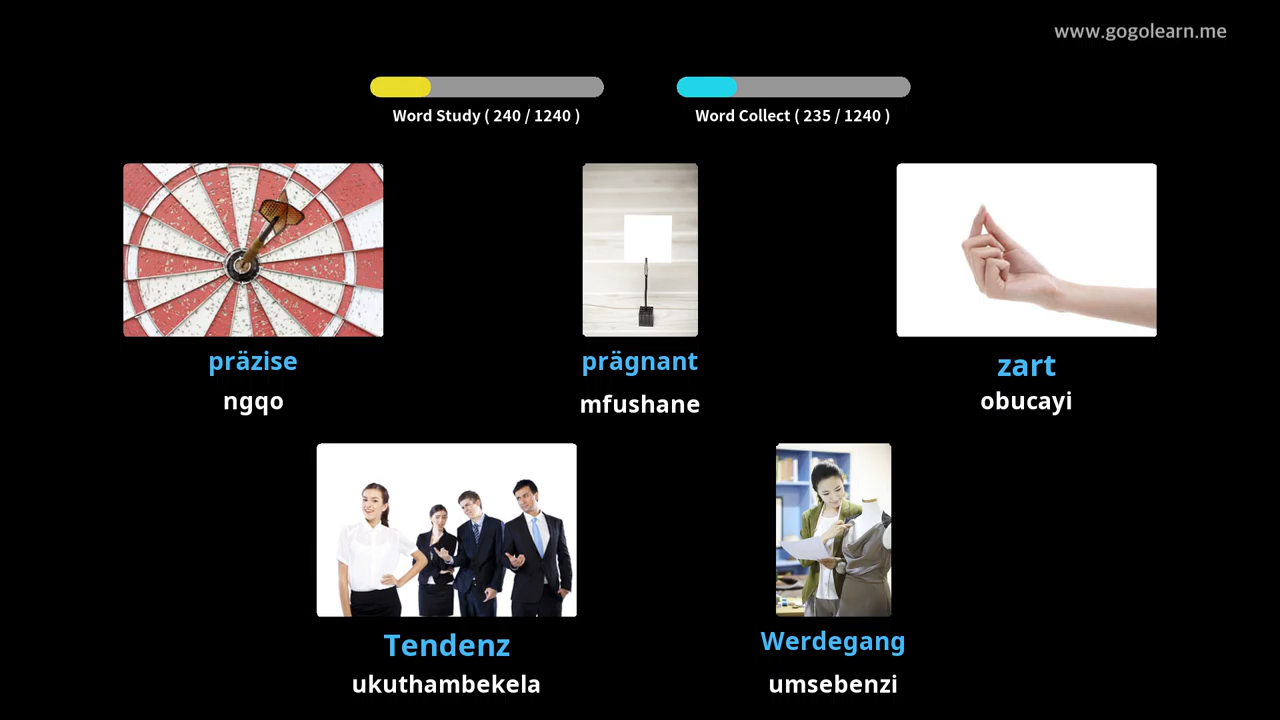 www.gogolearn.me
Word Study ( 240 / 1240 )
Word Collect ( 235 / 1240 )
präzise
ngqo
prägnant
mfushane
zart
obucayi
Tendenz
ukuthambekela
Werdegang
umsebenzi